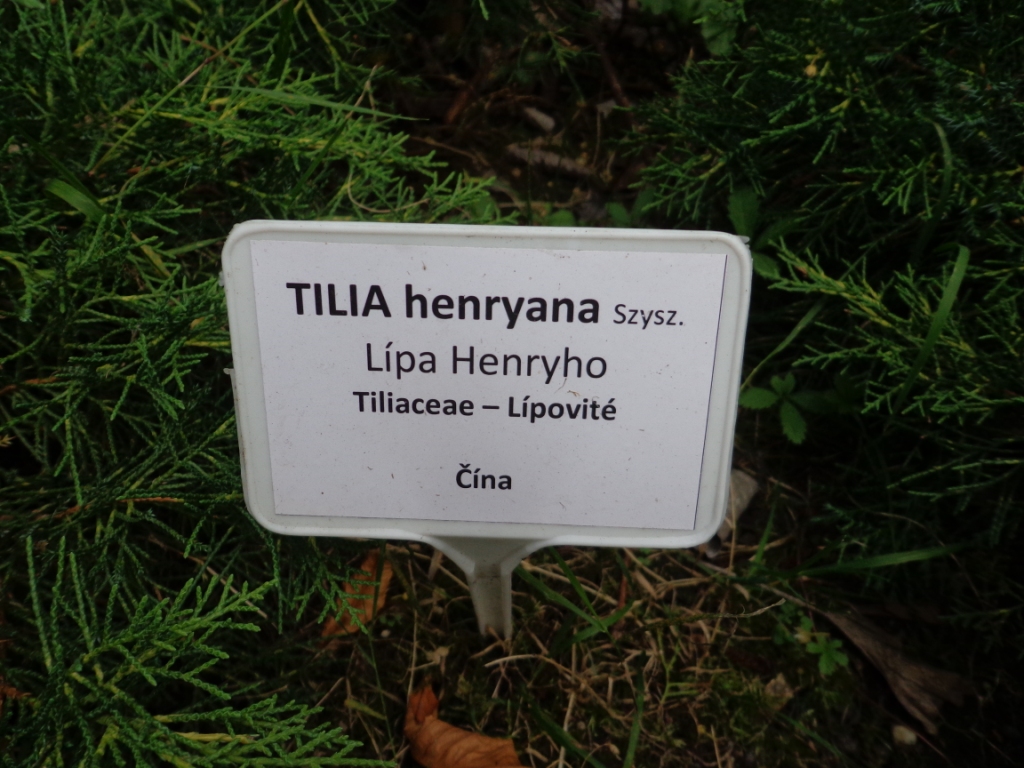 TILIA henryana Szysz.
Lípa Henryho
Tiliaceae – Lípovité
Čína